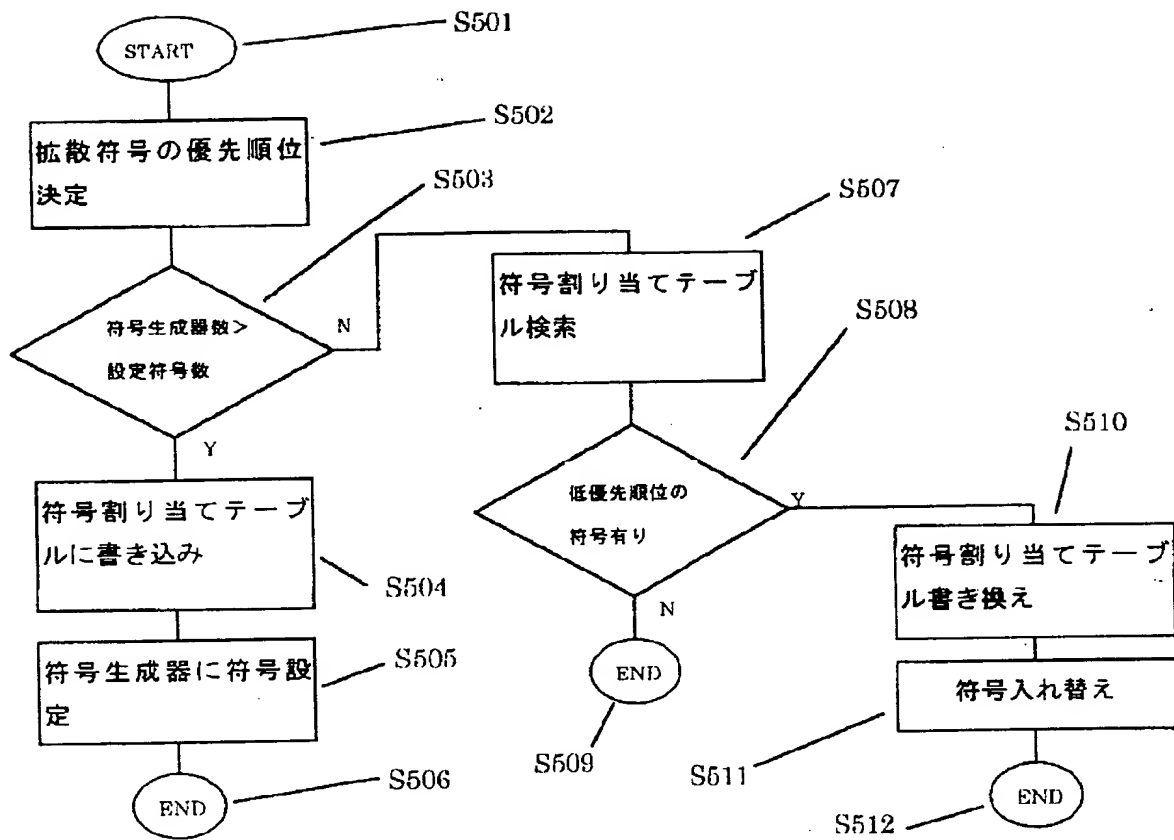 S501
START
S502
拡散符号の優先順位
決定
S503
符号生成器数>
設定符号数
N
Y
符号割り当てテーブ
ルに書き込み
S504
符号生成器に符号設
定
S505
END
S506
S507
符号割り当てテーブ
ル検索
S508
低優先順位の
符号有り
Y
N
END
S509
S510
符号割り当てテーブ
ル書き換え
符号入れ替え
S511
END
S512